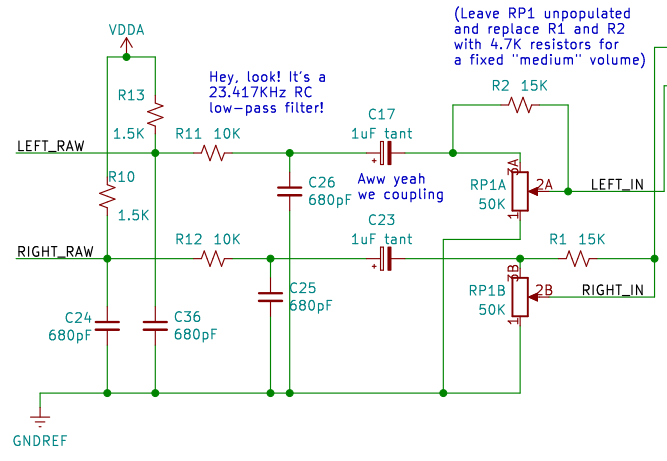 (Leave RP1 unpopulated
and replace R1 and R2
with 4.7K resistors for
a fixed "medium" volume)
VDDA
Hey, look! It's a
23.417KHz RC
low-pass filter!
R13
1.5K
R2 15K
C17
1uF tant
+
LEFT_RAW
R11 10K
R10
1.5K
C26
680pF
Aww yeah
we coupling
3A
RP1A
50K
2A
1
LEFT_IN
C23
1uF tant
+
RIGHT_RAW
R12 10K
R1 15K
3B
RP1B
50K
2B
1
RIGHT_IN
C25
680pF
C24
680pF
C36
680pF
GNDREF